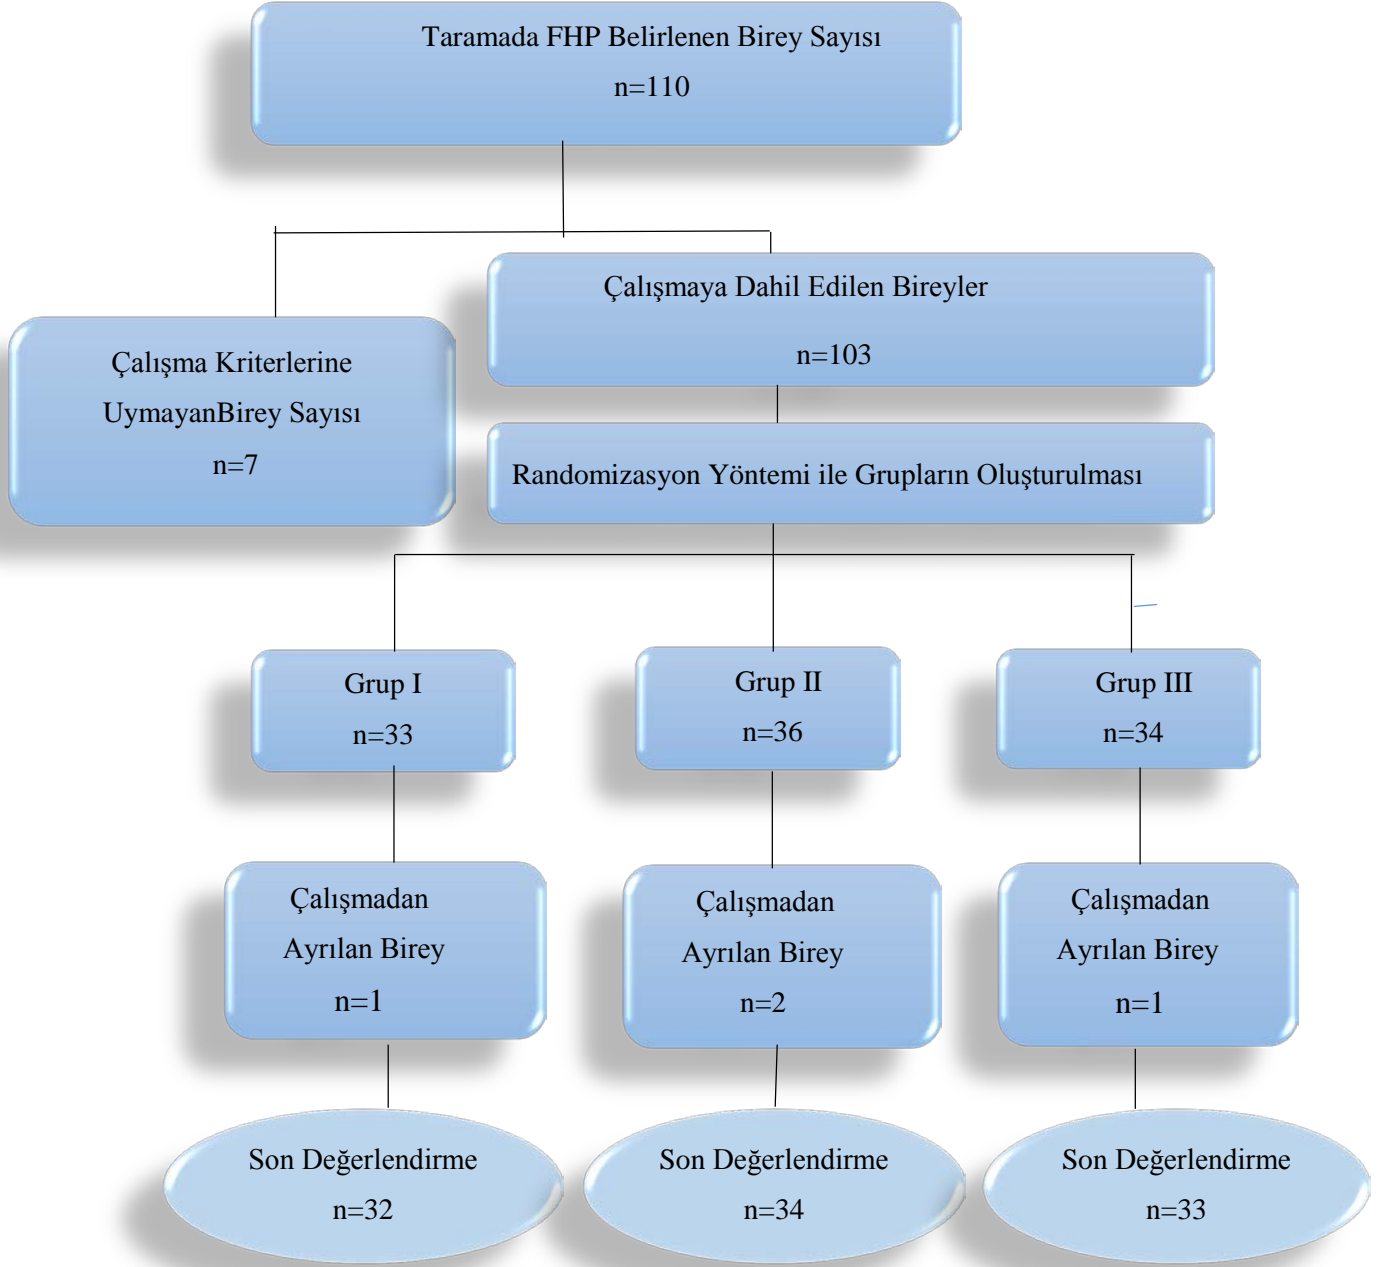 Taramada FHP Belirlenen Birey Sayısı
n=110
Çalışmaya Dahil Edilen Bireyler
n=103
Çalışma Kriterlerine
UymayanBirey Sayısı
n=7
Randomizasyon Yöntemi ile Grupların Oluşturulması
Grup I
n=33
Grup II
n=36
Grup III
n=34
Çalışmadan
Ayrılan Birey
n=1
Çalışmadan
Ayrılan Birey
n=2
Çalışmadan
Ayrılan Birey
n=1
Son Değerlendirme
n=32
Son Değerlendirme
n=34
Son Değerlendirme
n=33